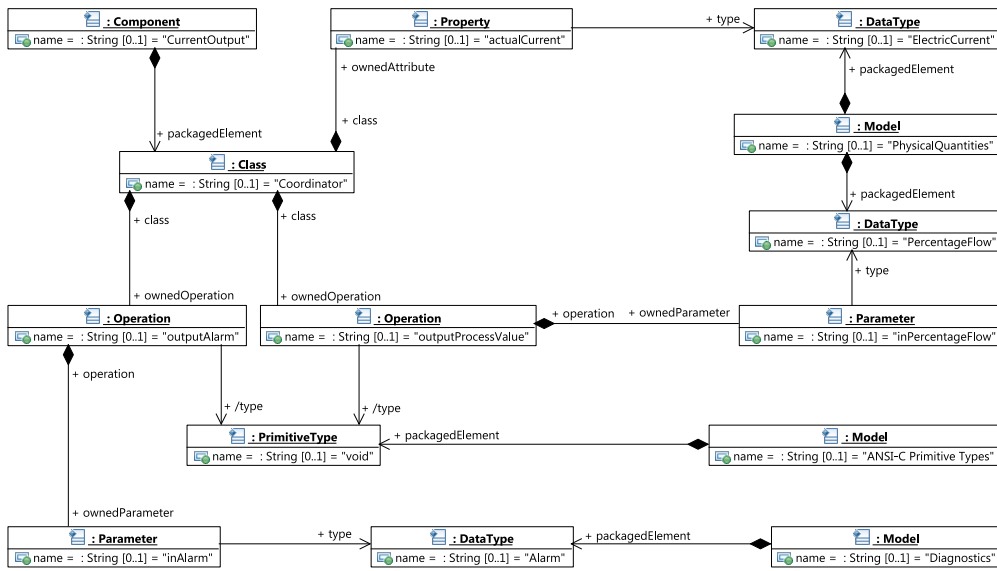 : Component
name = : String [0..1] = "CurrentOutput"
: Property
name = : String [0..1] = "actualCurrent"
+ type
: DataType
name = : String [0..1] = "ElectricCurrent"
+ ownedAttribute
+ packagedElement
+ class
+ packagedElement
: Model
name = : String [0..1] = "PhysicalQuantities"
: Class
name = : String [0..1] = "Coordinator"
+ packagedElement
+ class
+ class
: DataType
name = : String [0..1] = "PercentageFlow"
+ type
+ ownedOperation
+ ownedOperation
: Operation
name = : String [0..1] = "outputAlarm"
: Operation
name = : String [0..1] = "outputProcessValue"
+ operation
+ ownedParameter
: Parameter
name = : String [0..1] = "inPercentageFlow"
+ operation
+ /type
+ /type
: PrimitiveType
name = : String [0..1] = "void"
+ packagedElement
: Model
name = : String [0..1] = "ANSI-C Primitive Types"
+ ownedParameter
: Parameter
name = : String [0..1] = "inAlarm"
+ type
: DataType
name = : String [0..1] = "Alarm"
+ packagedElement
: Model
name = : String [0..1] = "Diagnostics"